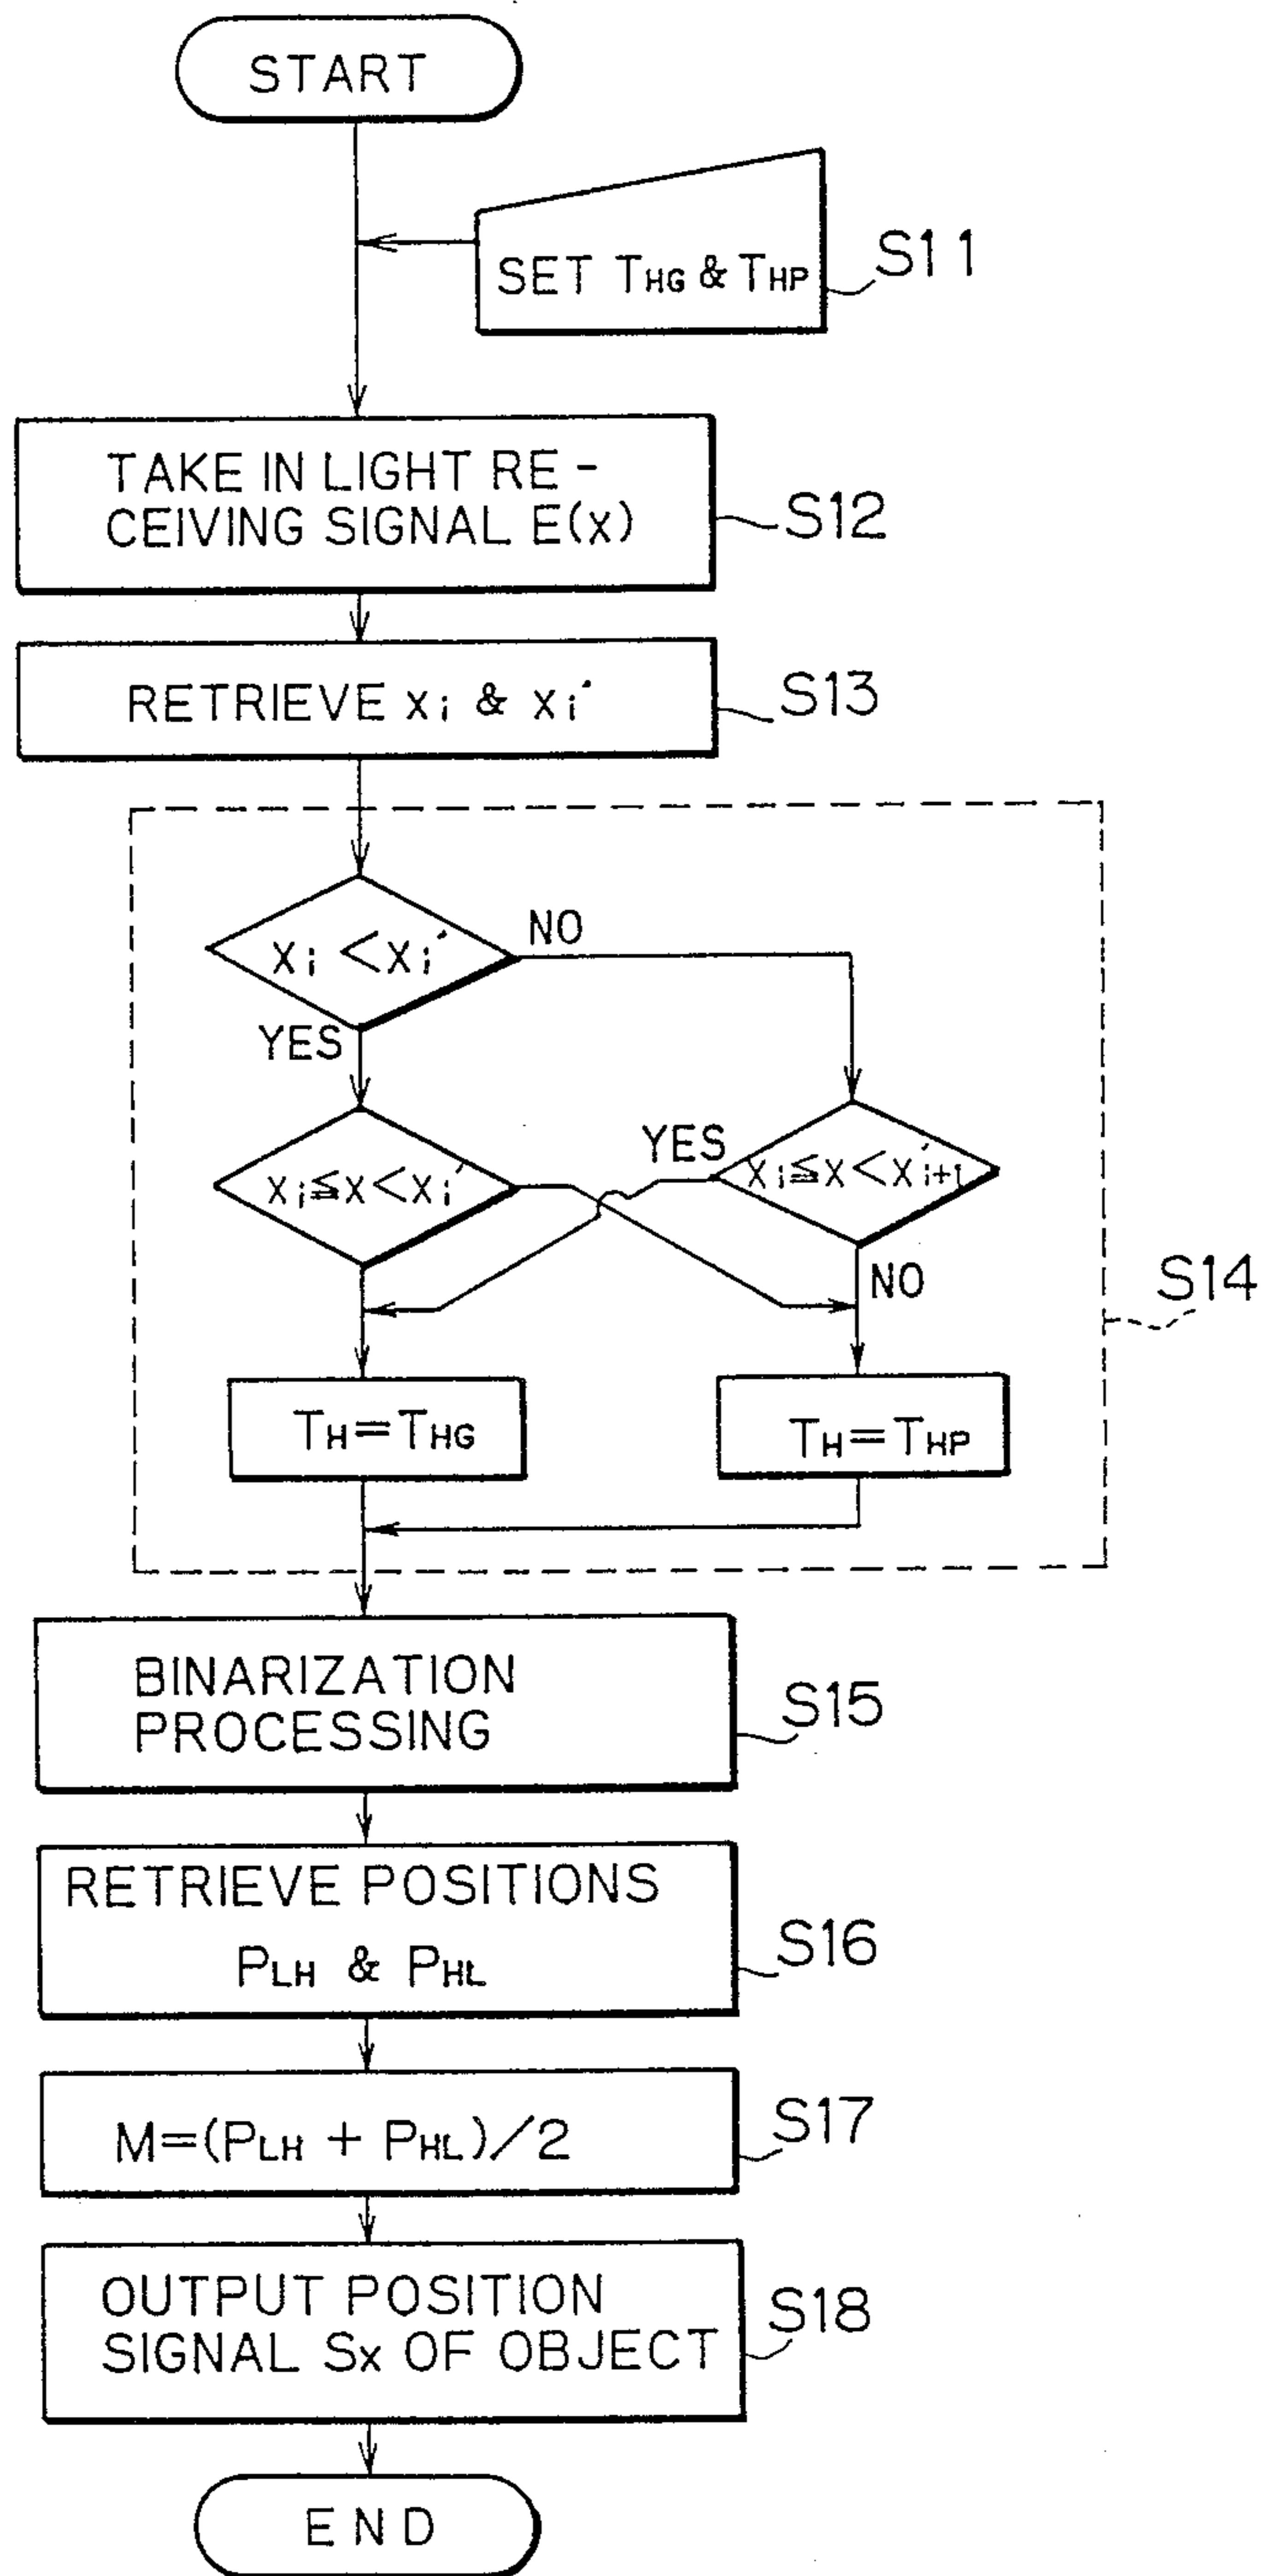 START
SET THG & THP
S11
TAKE IN LIGHT RE-
CEIVING SIGNAL E(x)
S12
RETRIEVE xi & xi′
S13
xi < xi′
NO
YES
xi ≦ x < xi′
YES
xi ≦ x < x′i+1
NO
S14
TH=THG
TH=THP
BINARIZATION
PROCESSING
S15
RETRIEVE POSITIONS
PLH & PHL
S16
M=(PLH + PHL)/2
S17
OUTPUT POSITION
SIGNAL Sx OF OBJECT
S18
END